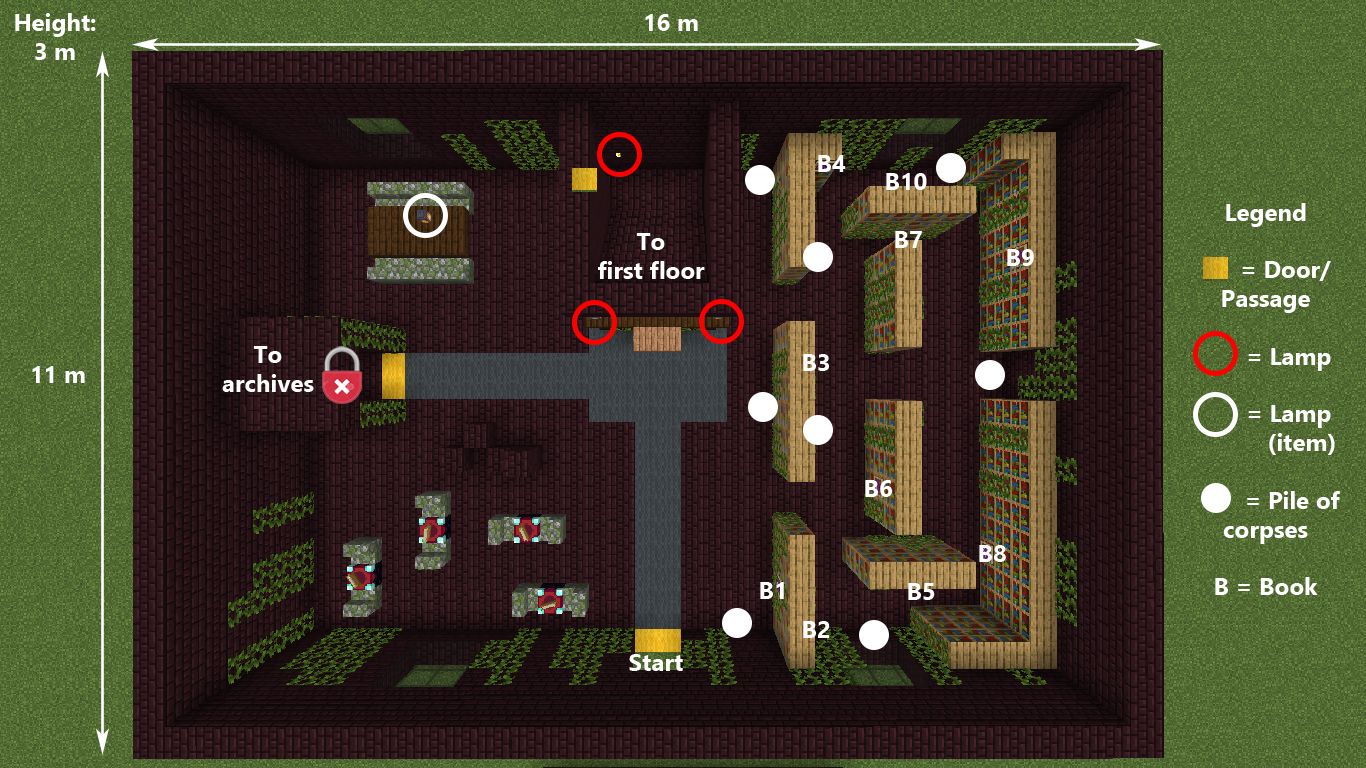 Height:
3 m
16 m
11 m
To
first floor
To
archives
Start
B4
B10
B7
B9
B3
B6
B8
B1
B5
B2
Legend
= Door/
Passage
= Lamp
= Lamp
(item)
= Pile of
corpses
B = Book